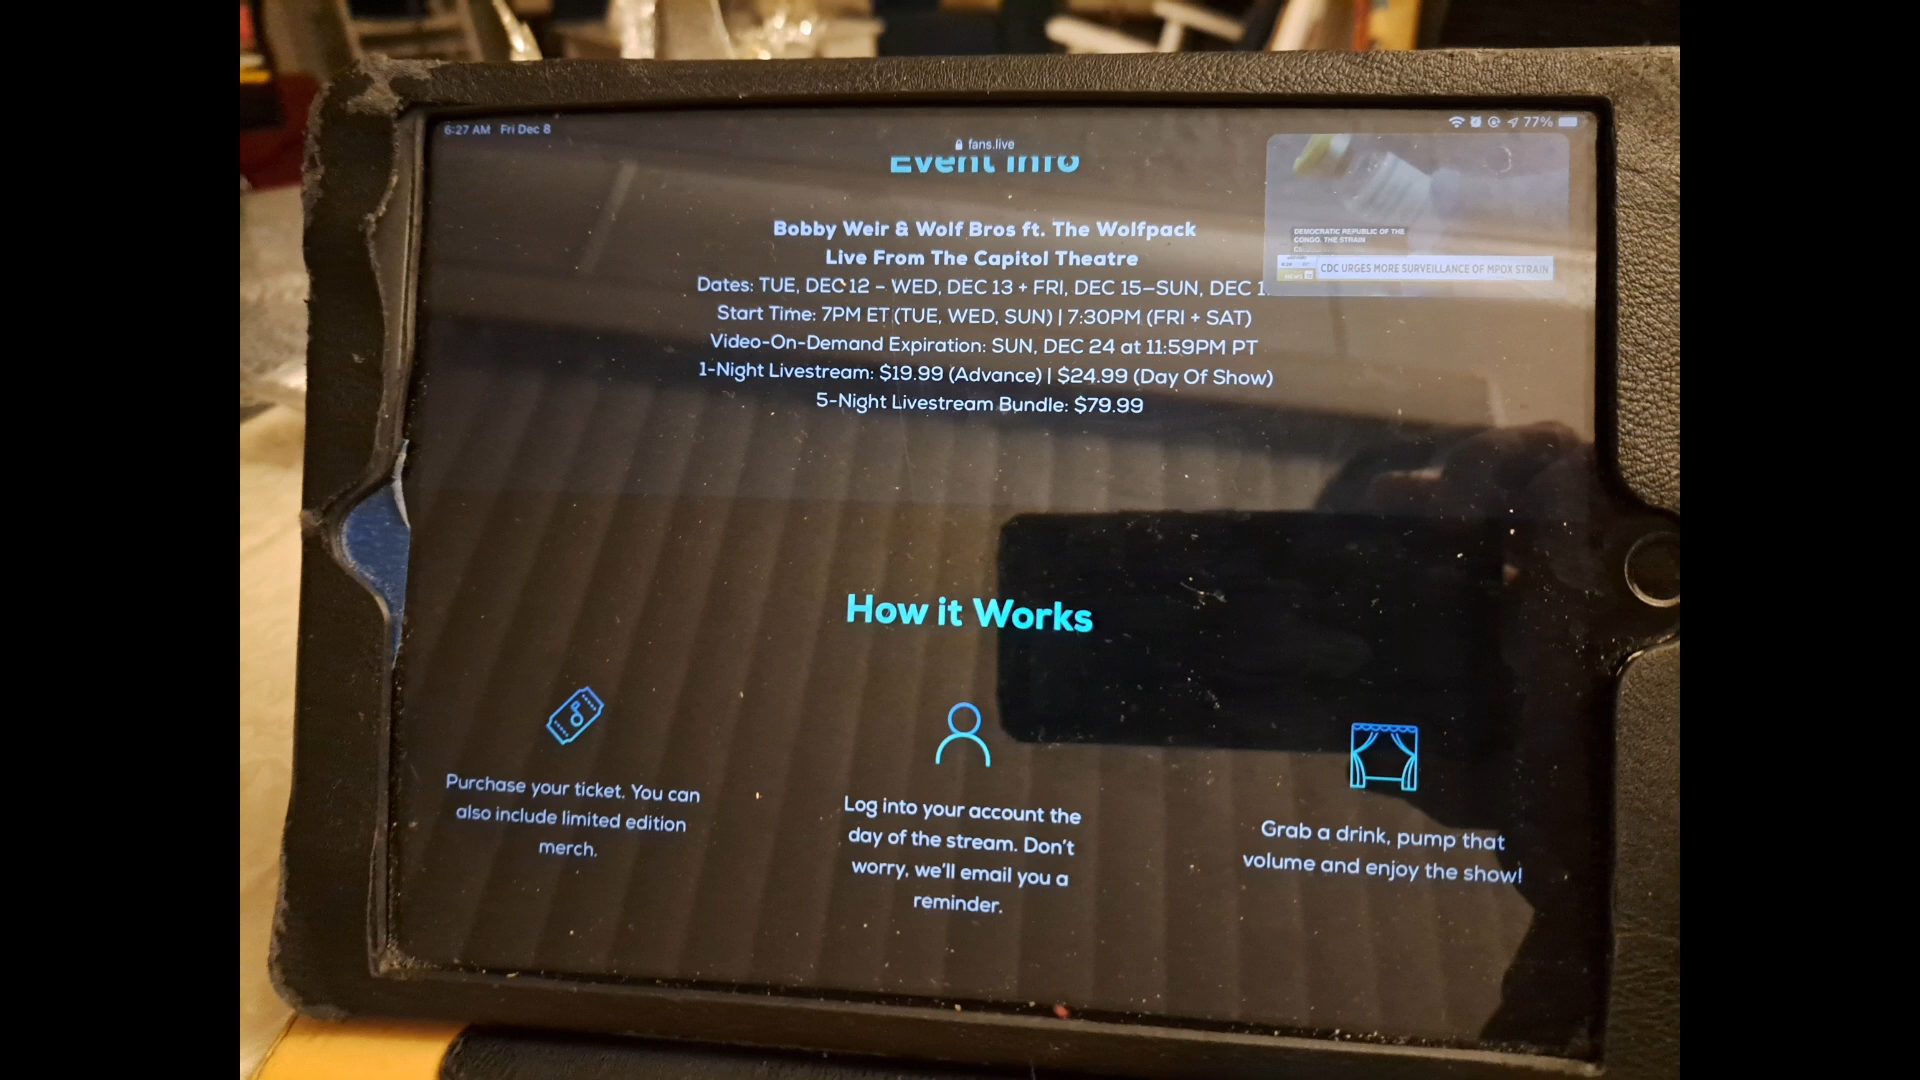 6:27 AM Fri Dec 8
77%
fans.live
Event Info
Bobby Weir & Wolf Bros ft. The Wolfpack
Live From The Capitol Theatre
Dates: TUE, DEC 12 – WED, DEC 13 + FRI, DEC 15–SUN, DEC 1
Start Time: 7PM ET (TUE, WED, SUN) | 7:30PM (FRI + SAT)
Video-On-Demand Expiration: SUN, DEC 24 at 11:59PM PT
1-Night Livestream: $19.99 (Advance) | $24.99 (Day Of Show)
5-Night Livestream Bundle: $79.99
DEMOCRATIC REPUBLIC OF THE
CONGO. THE STRAIN
CDC URGES MORE SURVEILLANCE OF MPOX STRAIN
How it Works
Purchase your ticket. You can
also include limited edition
merch.
Log into your account the
day of the stream. Don't
worry, we'll email you a
reminder.
Grab a drink, pump that
volume and enjoy the show!